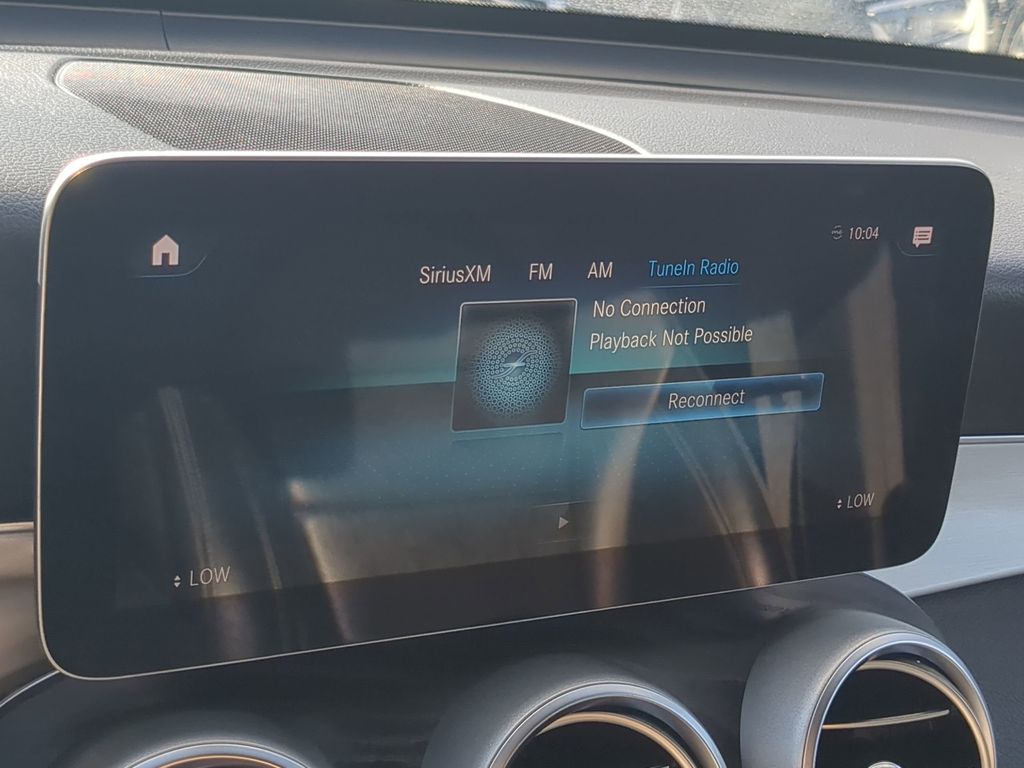 10:04
SiriusXM FM AM TuneIn Radio
No Connection
Playback Not Possible
Reconnect
LOW
LOW